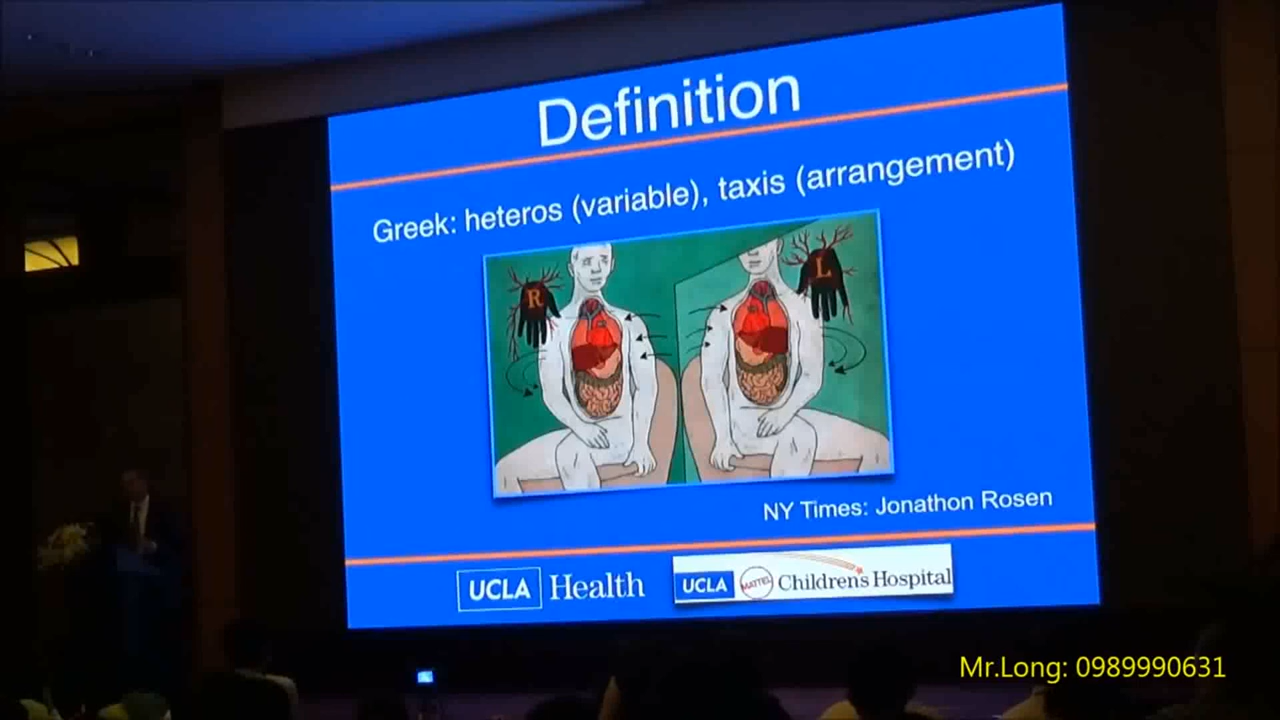 Definition
Greek: heteros (variable), taxis (arrangement)
R
L
NY Times: Jonathon Rosen
UCLA Health
UCLA MATTEL Children's Hospital
Mr.Long: 0989990631